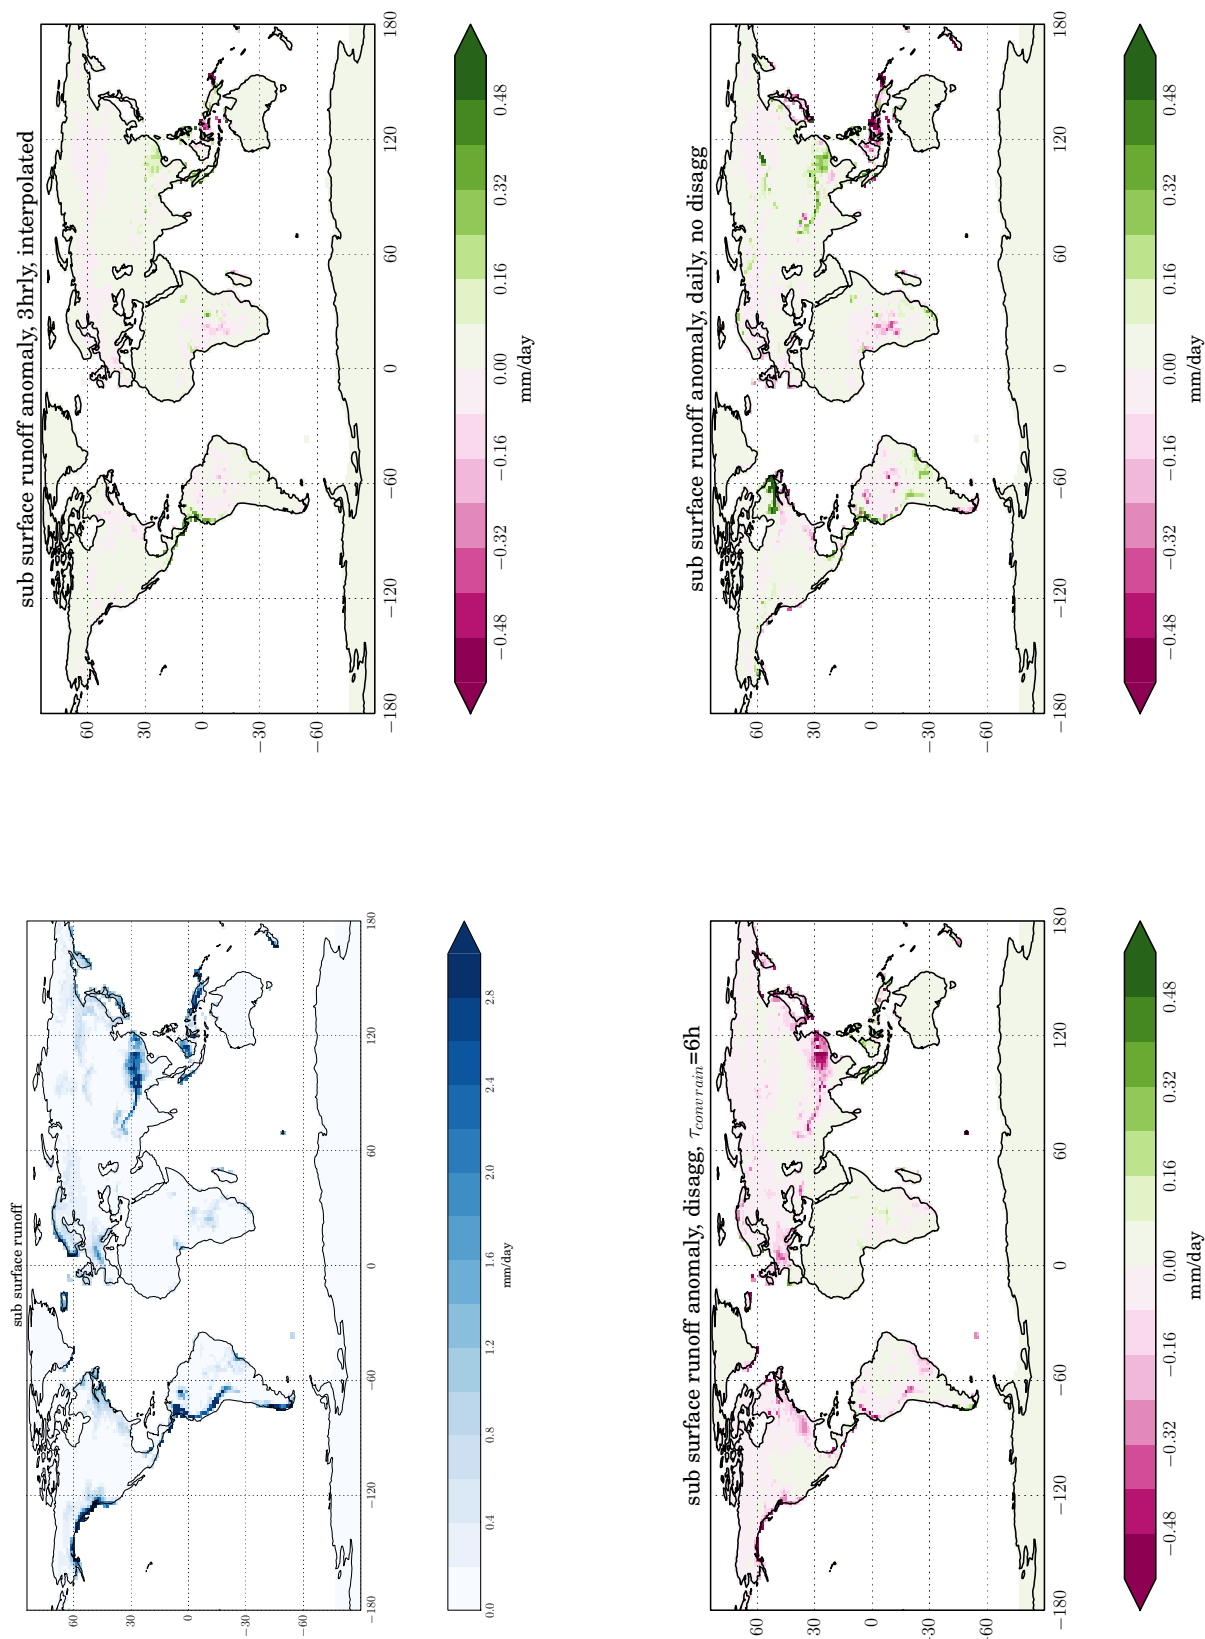 sub surface runoff
60
30
0
−30
−60
−180 −120 −60 0 60 120 180
0.0 0.4 0.8 1.2 1.6 2.0 2.4 2.8
mm/day
sub surface runoff anomaly, 3hrly, interpolated
60
30
0
−30
−60
−180 −120 −60 0 60 120 180
−0.48 −0.32 −0.16 0.00 0.16 0.32 0.48
mm/day
sub surface runoff anomaly, disagg, τconvrain=6h
60
30
0
−30
−60
−180 −120 −60 0 60 120 180
−0.48 −0.32 −0.16 0.00 0.16 0.32 0.48
mm/day
sub surface runoff anomaly, daily, no disagg
60
30
0
−30
−60
−180 −120 −60 0 60 120 180
−0.48 −0.32 −0.16 0.00 0.16 0.32 0.48
mm/day